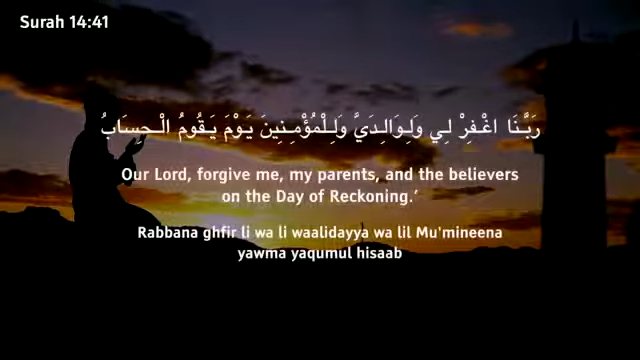 Surah 14:41
رَبَّنَا اغْفِرْ لِي وَلِوَالِدَيَّ وَلِلْمُؤْمِنِينَ يَوْمَ يَقُومُ الْحِسَابُ
Our Lord, forgive me, my parents, and the believers
on the Day of Reckoning.’
Rabbana ghfir li wa li waalidayya wa lil Mu'mineena
yawma yaqumul hisaab